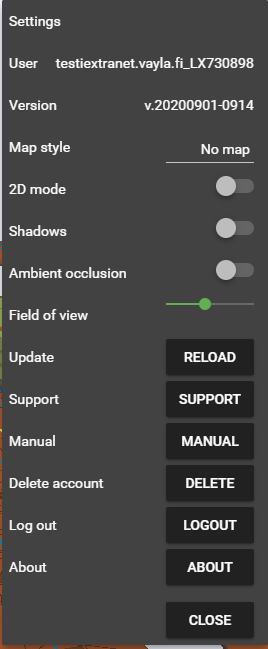 Settings
User testiextranet.vayla.fi_LX730898
Version v.20200901-0914
Map style No map
2D mode
Shadows
Ambient occlusion
Field of view
Update RELOAD
Support SUPPORT
Manual MANUAL
Delete account DELETE
Log out LOGOUT
About ABOUT
CLOSE